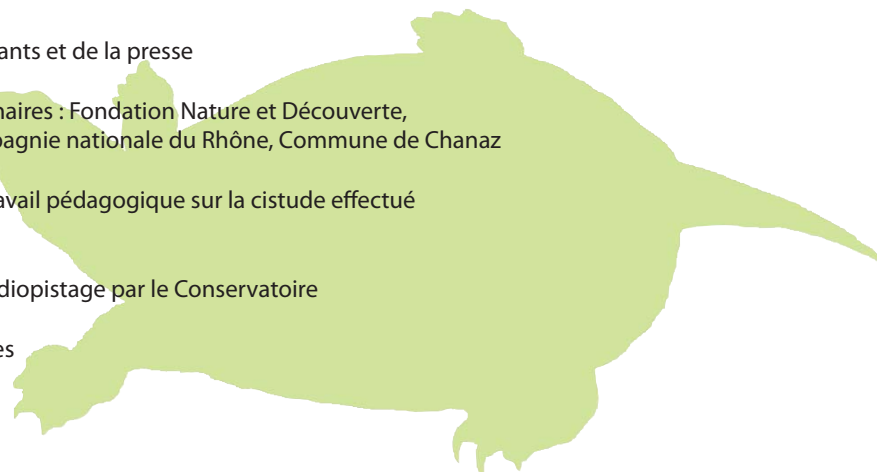 ants et de la presse
naires : Fondation Nature et Découverte,
pagnie nationale du Rhône, Commune de Chanaz
avail pédagogique sur la cistude effectué
diopistage par le Conservatoire
es